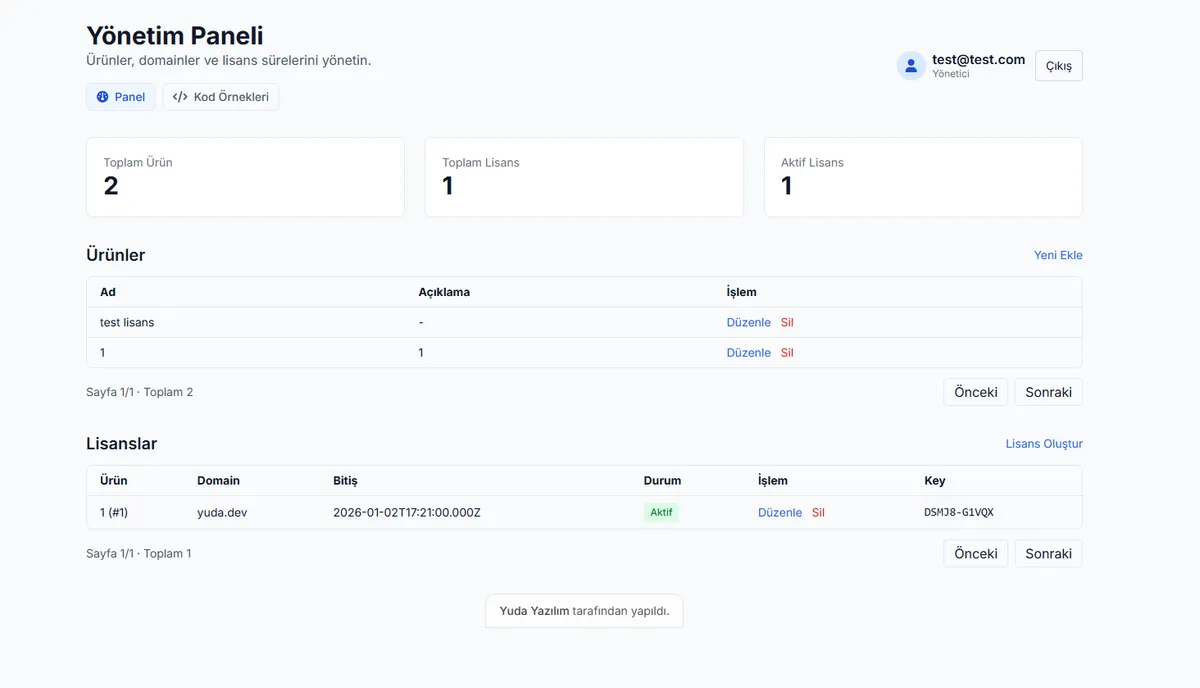 Yönetim Paneli
Ürünler, domainler ve lisans sürelerini yönetin.
test@test.com
Yönetici
Çıkış
Panel
</> Kod Örnekleri
Toplam Ürün
2
Toplam Lisans
1
Aktif Lisans
1
Ürünler
Yeni Ekle
Ad Açıklama İşlem
test lisans - Düzenle Sil
1 1 Düzenle Sil
Sayfa 1/1 · Toplam 2
Önceki Sonraki
Lisanslar
Lisans Oluştur
Ürün Domain Bitiş Durum İşlem Key
1 (#1) yuda.dev 2026-01-02T17:21:00.000Z Aktif Düzenle Sil DSMJ8-G1VQX
Sayfa 1/1 · Toplam 1
Önceki Sonraki
Yuda Yazılım tarafından yapıldı.